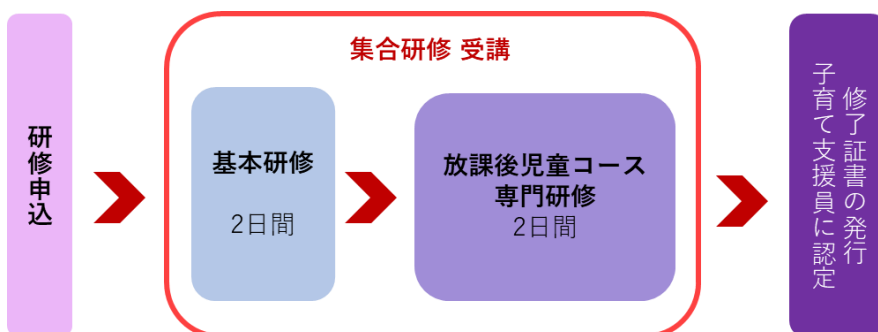 研修申込
集合研修 受講
基本研修
2日間
放課後児童コース
専門研修
2日間
修了証書の発行
子育て支援員に認定